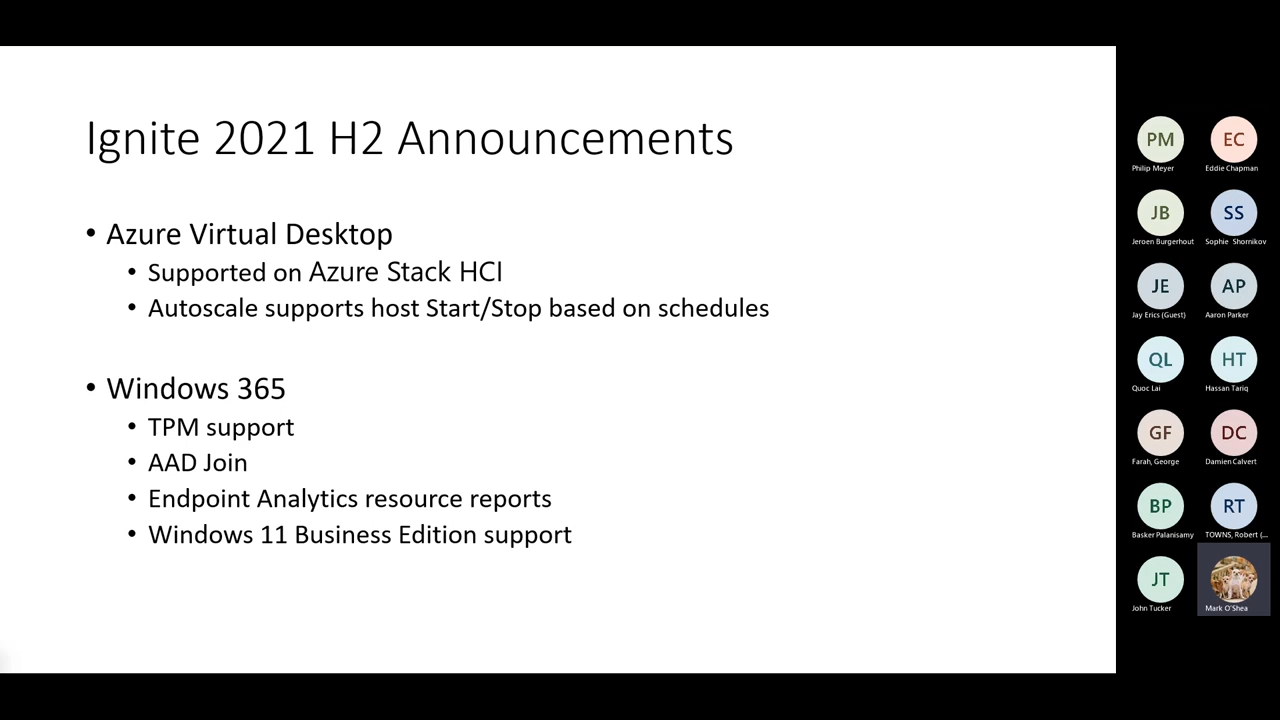 Ignite 2021 H2 Announcements
• Azure Virtual Desktop
• Supported on Azure Stack HCI
• Autoscale supports host Start/Stop based on schedules
• Windows 365
• TPM support
• AAD Join
• Endpoint Analytics resource reports
• Windows 11 Business Edition support
PM
Philip Meyer
EC
Eddie Chapman
JB
Jeroen Burgerhout
SS
Sophie Shornikov
JE
Jay Erics (Guest)
AP
Aaron Parker
QL
Quoc Lai
HT
Hassan Tariq
GF
Farah, George
DC
Damien Calvert
BP
Basker Palanisamy
RT
TOWNS, Robert (...
JT
John Tucker
Mark O'Shea